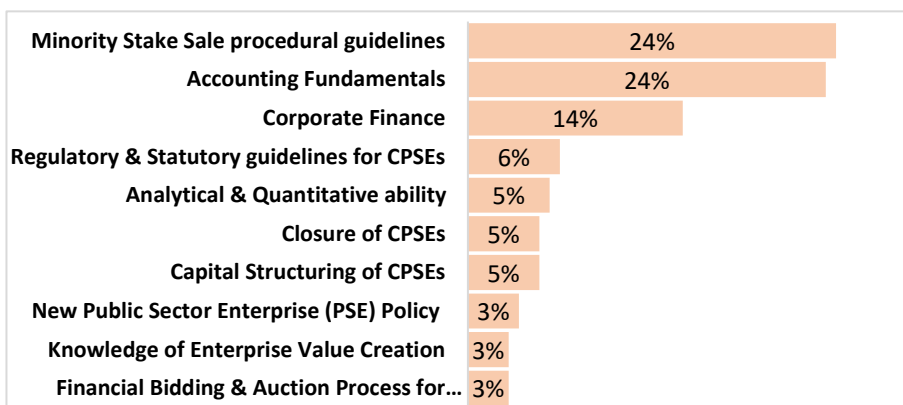 Minority Stake Sale procedural guidelines 24%
Accounting Fundamentals 24%
Corporate Finance 14%
Regulatory & Statutory guidelines for CPSEs 6%
Analytical & Quantitative ability 5%
Closure of CPSEs 5%
Capital Structuring of CPSEs 5%
New Public Sector Enterprise (PSE) Policy 3%
Knowledge of Enterprise Value Creation 3%
Financial Bidding & Auction Process for... 3%